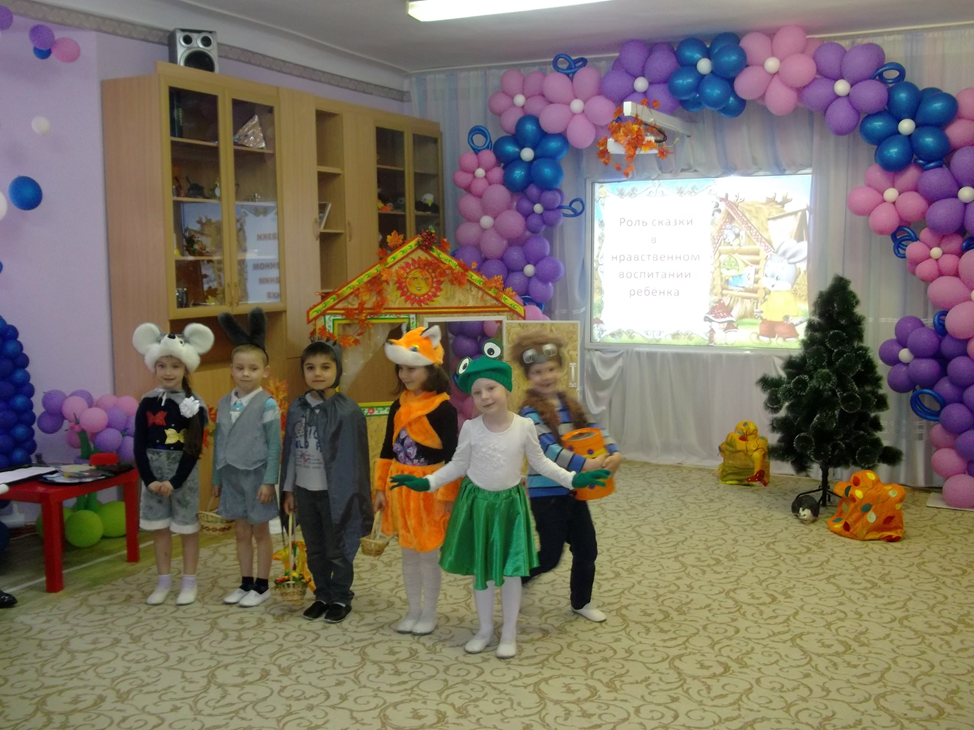 Роль сказки
в
нравственном
воспитании
ребенка